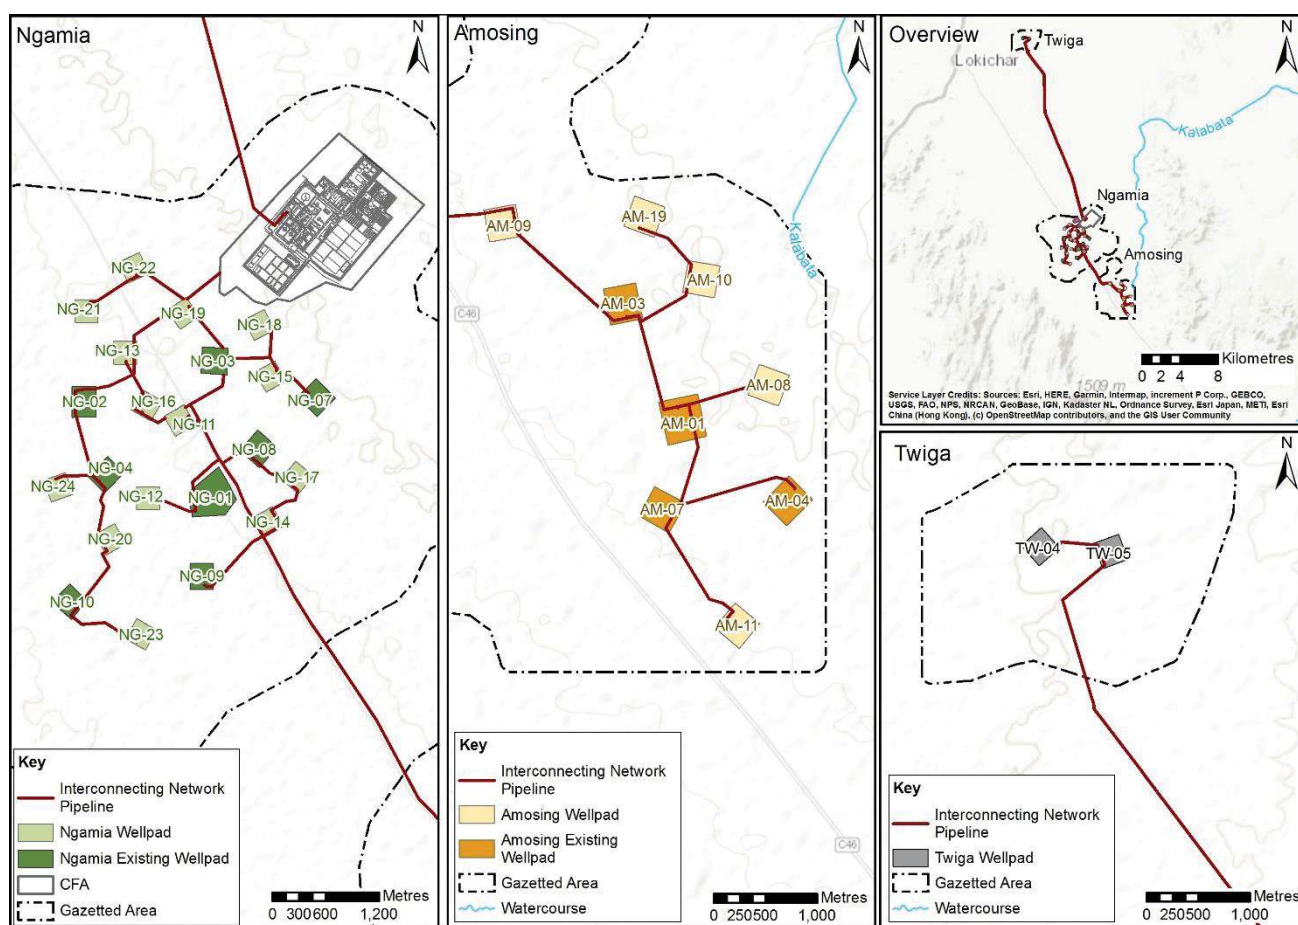 Ngamia
N
NG-22
NG-21
NG-19
NG-18
NG-13
NG-03
NG-15
NG-02
NG-16
NG-07
NG-11
NG-08
NG-04
NG-17
NG-24
NG-12
NG-01
NG-14
NG-20
NG-09
NG-10
NG-23
Key
Interconnecting Network
Pipeline
Ngamia Wellpad
Ngamia Existing Wellpad
CFA
Gazetted Area
Metres
0 300600 1,200
Amosing
N
AM-09
AM-19
AM-10
Kalabata
AM-03
C46
AM-08
AM-01
AM-07
AM-04
AM-11
C46
Key
Interconnecting Network
Pipeline
Amosing Wellpad
Amosing Existing
Wellpad
Gazetted Area
Watercourse
Metres
0 250500 1,000
Overview
N
Twiga
Lokichar
Kalabata
Ngamia
Amosing
Kilometres
0 2 4 8
1509 m
Service Layer Credits: Sources: Esri, HERE, Garmin, Intermap, increment P Corp., GEBCO,
USGS, FAO, NPS, NRCAN, GeoBase, IGN, Kadaster NL, Ordnance Survey, Esri Japan, METI, Esri
China (Hong Kong), (c) OpenStreetMap contributors, and the GIS User Community
Twiga
N
TW-04
TW-05
Key
Interconnecting Network
Pipeline
Twiga Wellpad
Gazetted Area
Watercourse
Metres
0 250500 1,000